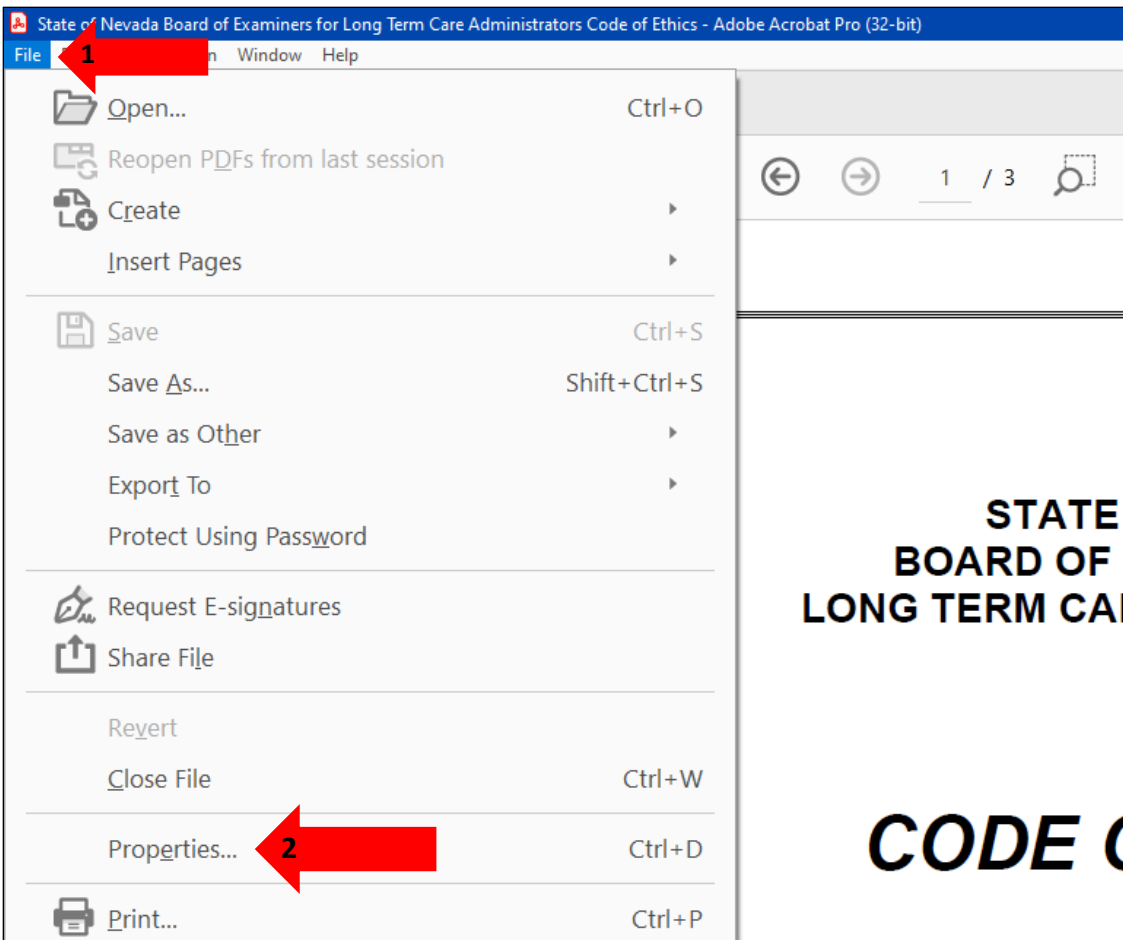 State of Nevada Board of Examiners for Long Term Care Administrators Code of Ethics - Adobe Acrobat Pro (32-bit)
File 1 n Window Help
Open... Ctrl+O
Reopen PDFs from last session
Create
Insert Pages
Save Ctrl+S
Save As... Shift+Ctrl+S
Save as Other
Export To
Protect Using Password
Request E-signatures
Share File
Revert
Close File Ctrl+W
Properties... 2 Ctrl+D
Print... Ctrl+P
1 / 3
STATE
BOARD OF
LONG TERM CA
CODE